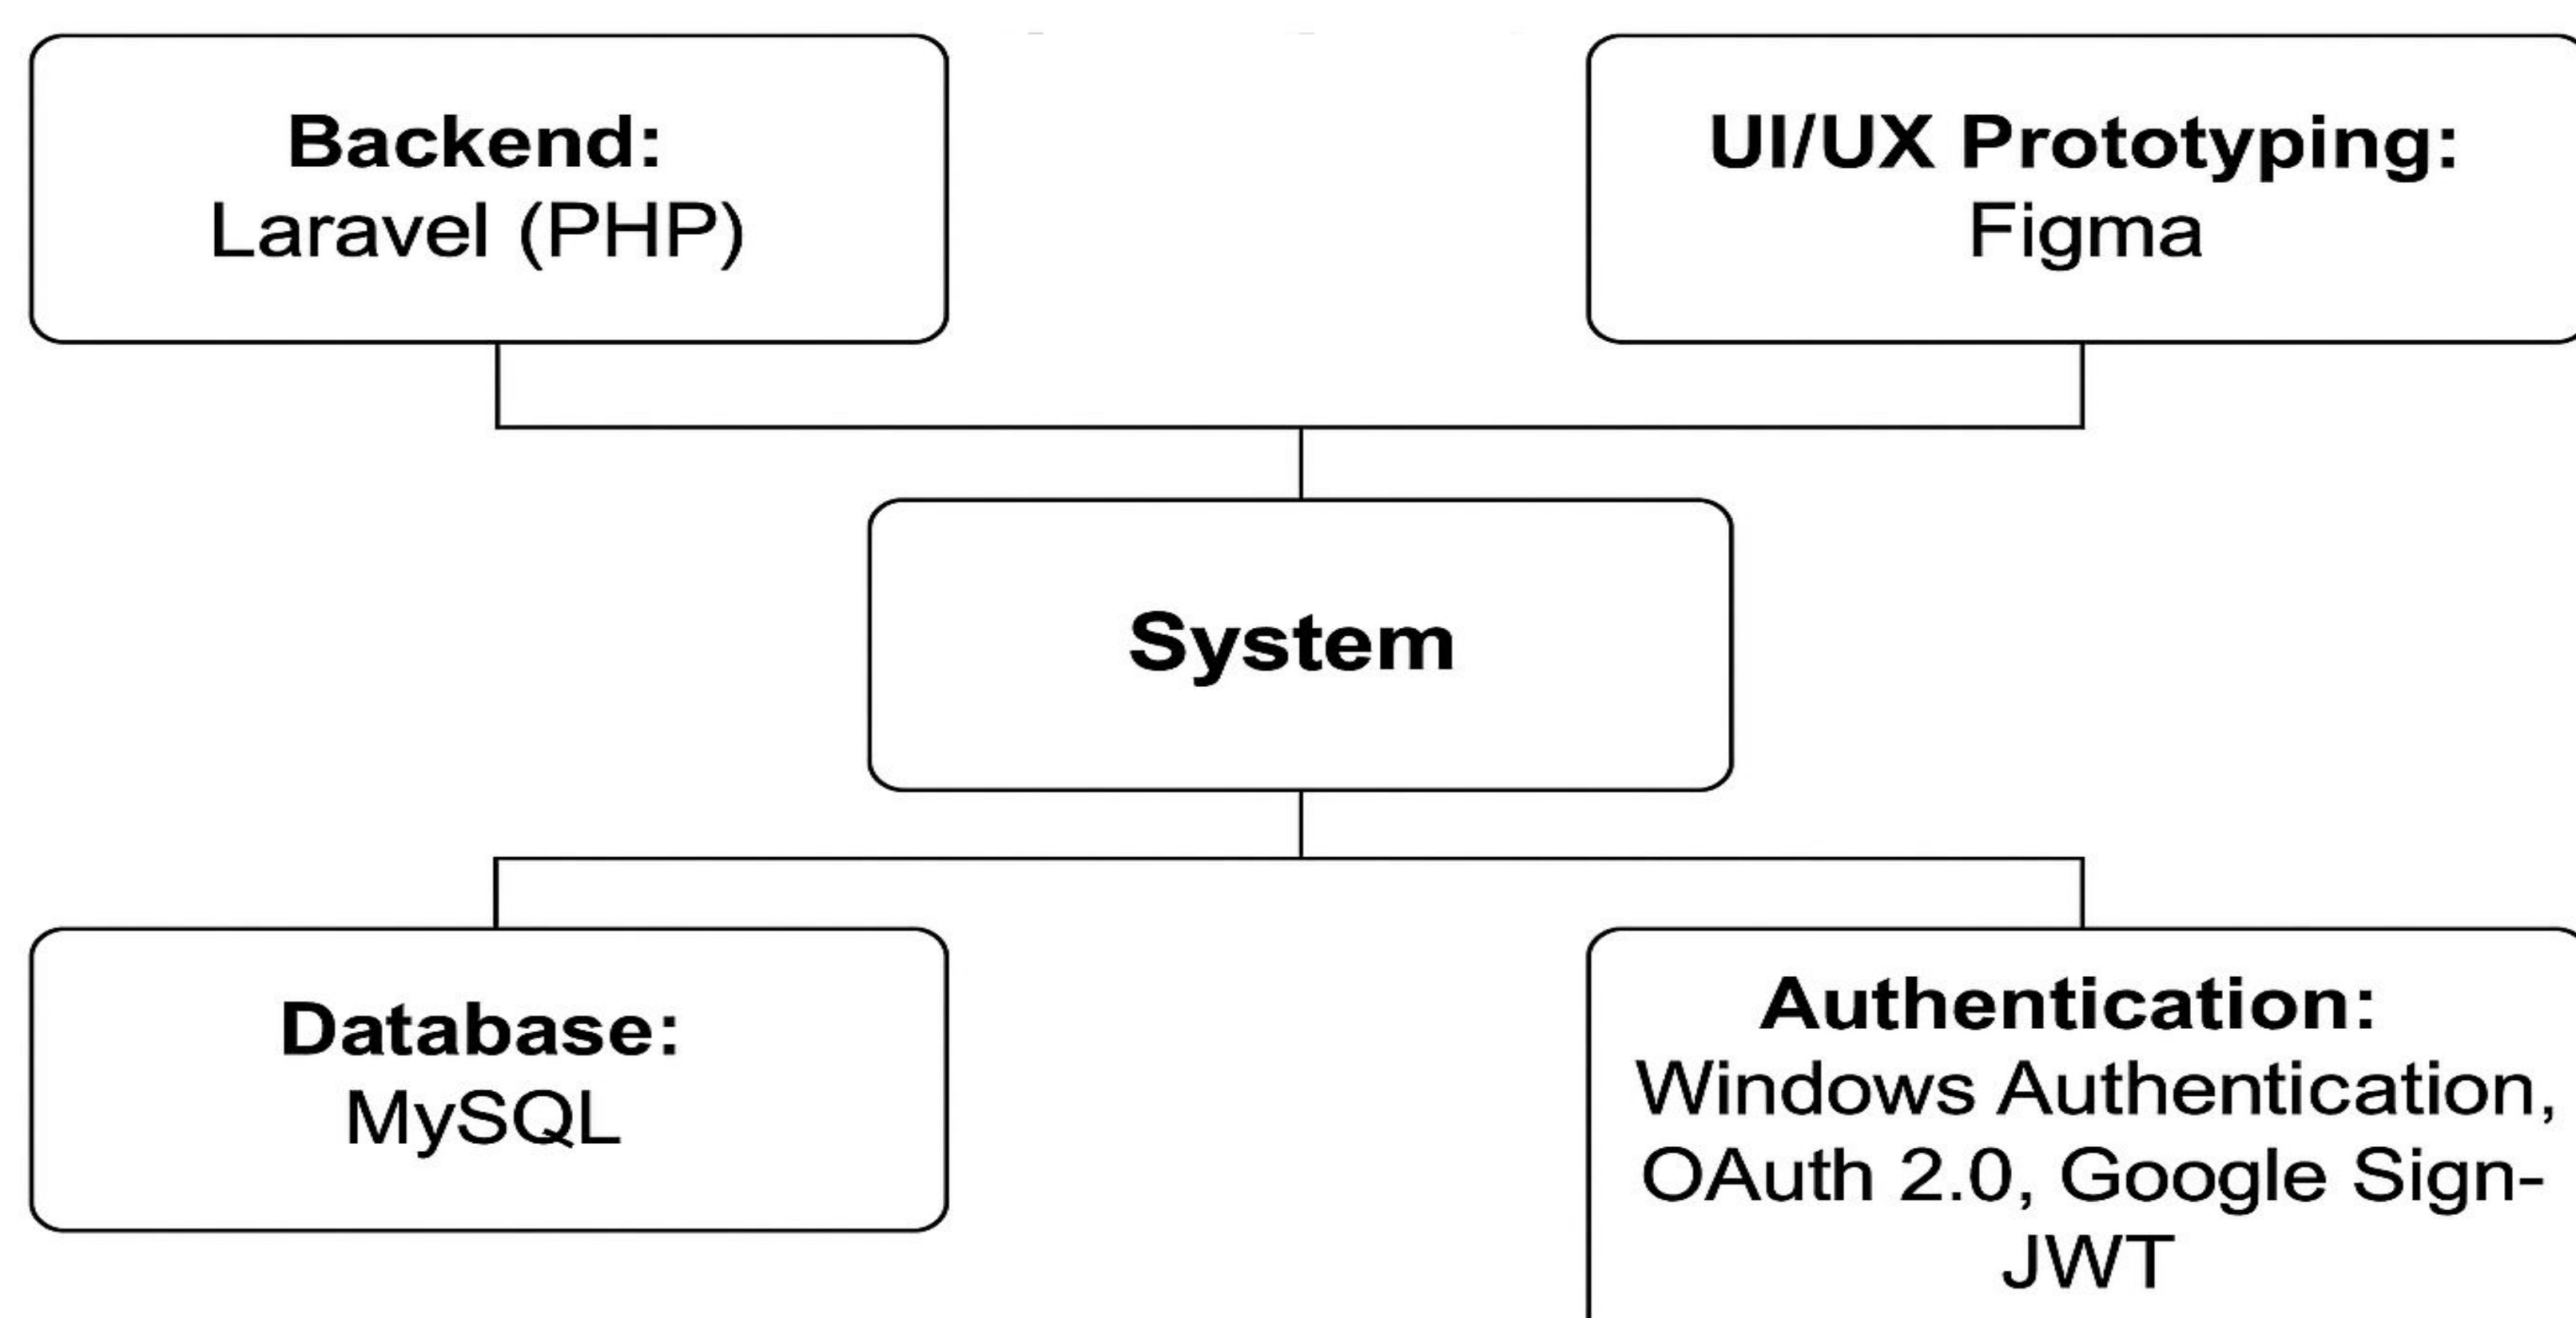 Backend:
Laravel (PHP)
UI/UX Prototyping:
Figma
System
Database:
MySQL
Authentication:
Windows Authentication,
OAuth 2.0, Google Sign-
JWT